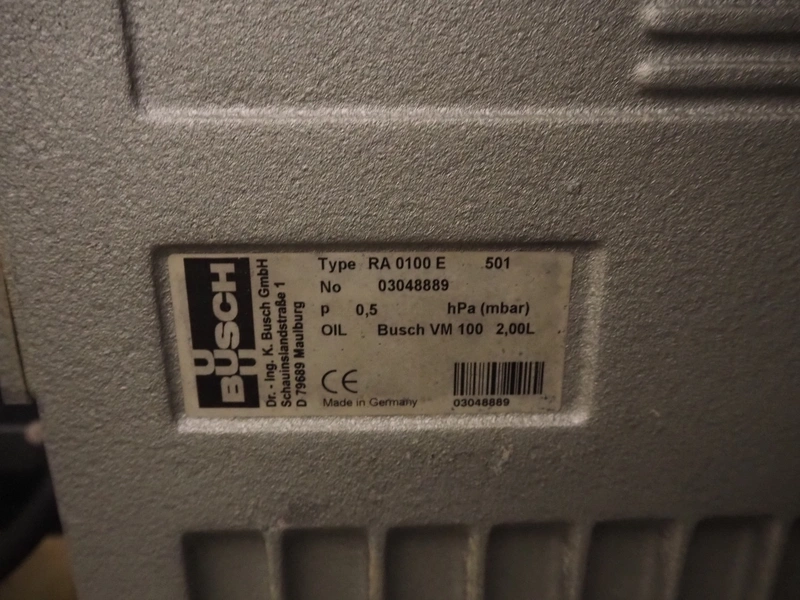 BUSCH
Dr. - Ing. K. Busch GmbH
Schauinslandstraße 1
D 79689 Maulburg
Type RA 0100 E 501
No 03048889
p 0,5 hPa (mbar)
OIL Busch VM 100 2,00L
CE
Made in Germany
03048889